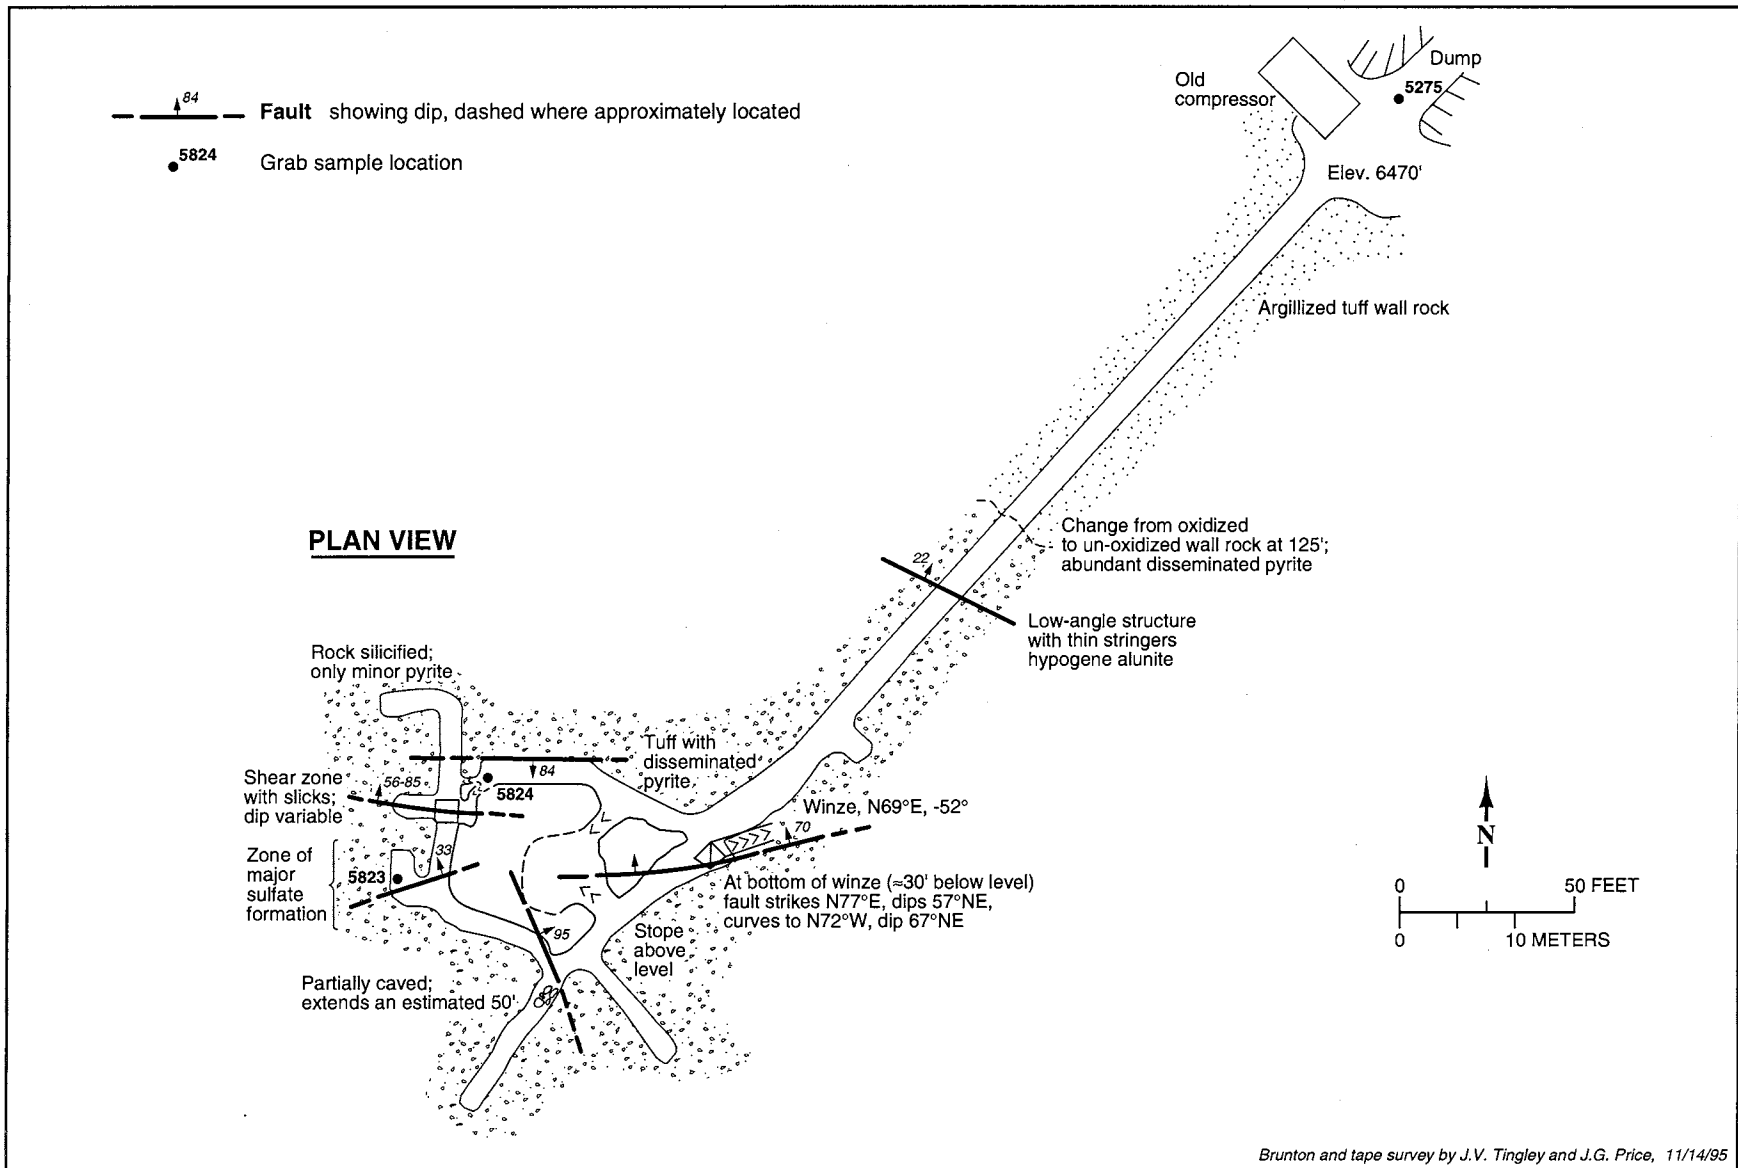 84
Fault showing dip, dashed where approximately located
5824
Grab sample location
Old
compressor
Dump
5275
Elev. 6470'
Argillized tuff wall rock
PLAN VIEW
Change from oxidized
to un-oxidized wall rock at 125';
abundant disseminated pyrite
22
Low-angle structure
with thin stringers
hypogene alunite
Rock silicified;
only minor pyrite
Tuff with
disseminated
pyrite
84
5824
56-85
Shear zone
with slicks;
dip variable
Winze, N69°E, -52°
70
33
Zone of
major
sulfate
formation
5823
At bottom of winze (≈30' below level)
fault strikes N77°E, dips 57°NE,
curves to N72°W, dip 67°NE
95
Stope
above
level
Partially caved;
extends an estimated 50'
N
0 50 FEET
0 10 METERS
Brunton and tape survey by J.V. Tingley and J.G. Price, 11/14/95